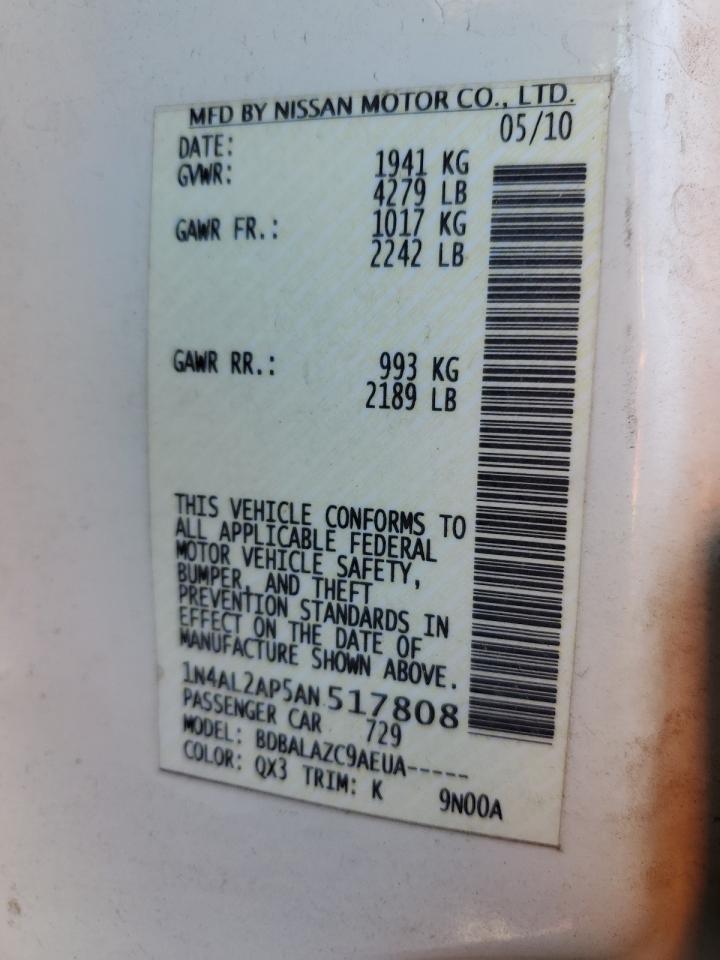 MFD BY NISSAN MOTOR CO., LTD.
DATE: 05/10
GVWR: 1941 KG
4279 LB
GAWR FR.: 1017 KG
2242 LB
GAWR RR.: 993 KG
2189 LB
THIS VEHICLE CONFORMS TO
ALL APPLICABLE FEDERAL
MOTOR VEHICLE SAFETY,
BUMPER, AND THEFT
PREVENTION STANDARDS IN
EFFECT ON THE DATE OF
MANUFACTURE SHOWN ABOVE.
1N4AL2AP5AN 517808
PASSENGER CAR 729
MODEL: BDBALAZC9AEUA-----
COLOR: QX3 TRIM: K 9N00A